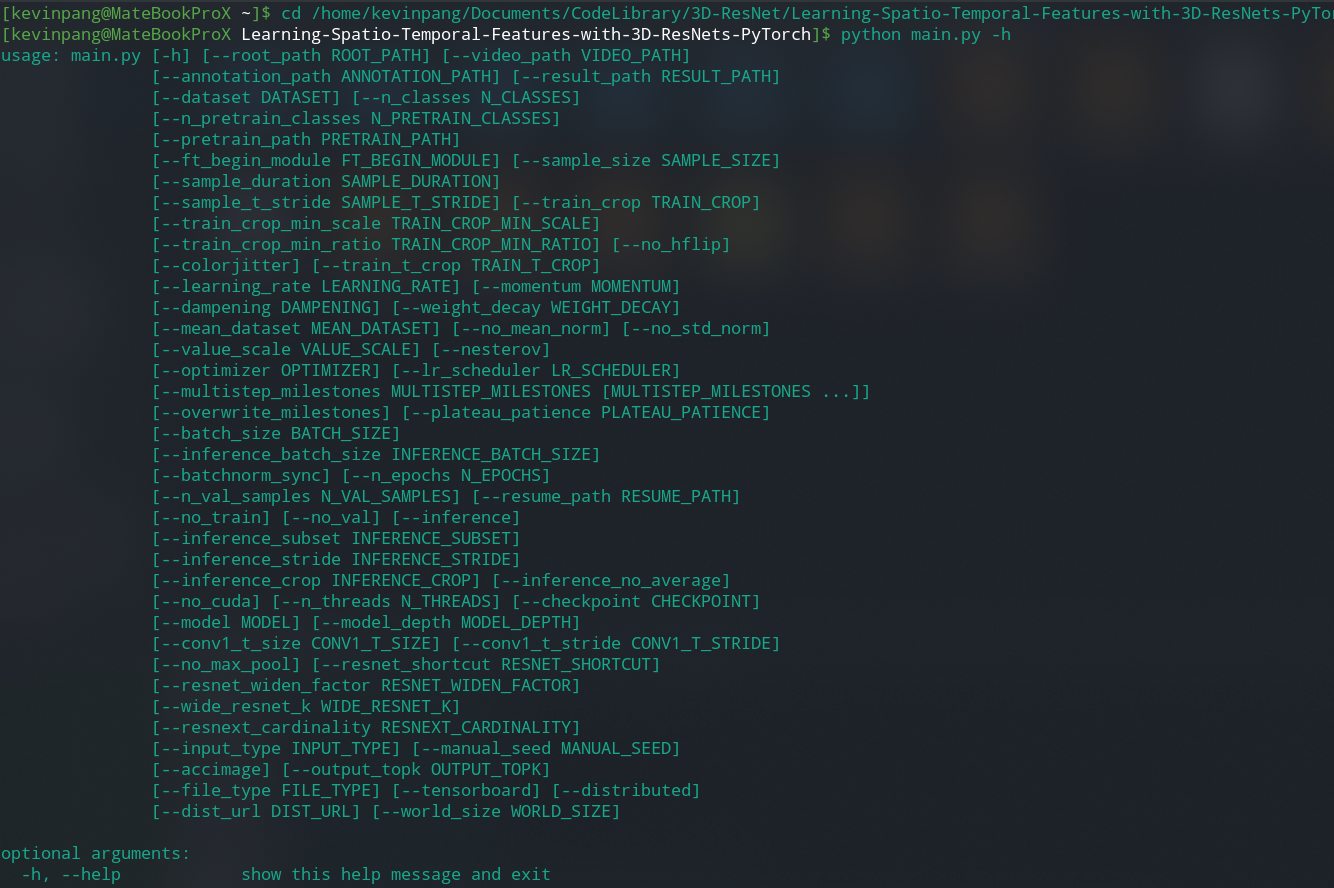 [kevinpang@MateBookProX ~]$ cd /home/kevinpang/Documents/CodeLibrary/3D-ResNet/Learning-Spatio-Temporal-Features-with-3D-ResNets-PyTor
[kevinpang@MateBookProX Learning-Spatio-Temporal-Features-with-3D-ResNets-PyTorch]$ python main.py -h
usage: main.py [-h] [--root_path ROOT_PATH] [--video_path VIDEO_PATH]
[--annotation_path ANNOTATION_PATH] [--result_path RESULT_PATH]
[--dataset DATASET] [--n_classes N_CLASSES]
[--n_pretrain_classes N_PRETRAIN_CLASSES]
[--pretrain_path PRETRAIN_PATH]
[--ft_begin_module FT_BEGIN_MODULE] [--sample_size SAMPLE_SIZE]
[--sample_duration SAMPLE_DURATION]
[--sample_t_stride SAMPLE_T_STRIDE] [--train_crop TRAIN_CROP]
[--train_crop_min_scale TRAIN_CROP_MIN_SCALE]
[--train_crop_min_ratio TRAIN_CROP_MIN_RATIO] [--no_hflip]
[--colorjitter] [--train_t_crop TRAIN_T_CROP]
[--learning_rate LEARNING_RATE] [--momentum MOMENTUM]
[--dampening DAMPENING] [--weight_decay WEIGHT_DECAY]
[--mean_dataset MEAN_DATASET] [--no_mean_norm] [--no_std_norm]
[--value_scale VALUE_SCALE] [--nesterov]
[--optimizer OPTIMIZER] [--lr_scheduler LR_SCHEDULER]
[--multistep_milestones MULTISTEP_MILESTONES [MULTISTEP_MILESTONES ...]]
[--overwrite_milestones] [--plateau_patience PLATEAU_PATIENCE]
[--batch_size BATCH_SIZE]
[--inference_batch_size INFERENCE_BATCH_SIZE]
[--batchnorm_sync] [--n_epochs N_EPOCHS]
[--n_val_samples N_VAL_SAMPLES] [--resume_path RESUME_PATH]
[--no_train] [--no_val] [--inference]
[--inference_subset INFERENCE_SUBSET]
[--inference_stride INFERENCE_STRIDE]
[--inference_crop INFERENCE_CROP] [--inference_no_average]
[--no_cuda] [--n_threads N_THREADS] [--checkpoint CHECKPOINT]
[--model MODEL] [--model_depth MODEL_DEPTH]
[--conv1_t_size CONV1_T_SIZE] [--conv1_t_stride CONV1_T_STRIDE]
[--no_max_pool] [--resnet_shortcut RESNET_SHORTCUT]
[--resnet_widen_factor RESNET_WIDEN_FACTOR]
[--wide_resnet_k WIDE_RESNET_K]
[--resnext_cardinality RESNEXT_CARDINALITY]
[--input_type INPUT_TYPE] [--manual_seed MANUAL_SEED]
[--accimage] [--output_topk OUTPUT_TOPK]
[--file_type FILE_TYPE] [--tensorboard] [--distributed]
[--dist_url DIST_URL] [--world_size WORLD_SIZE]
optional arguments:
-h, --help show this help message and exit